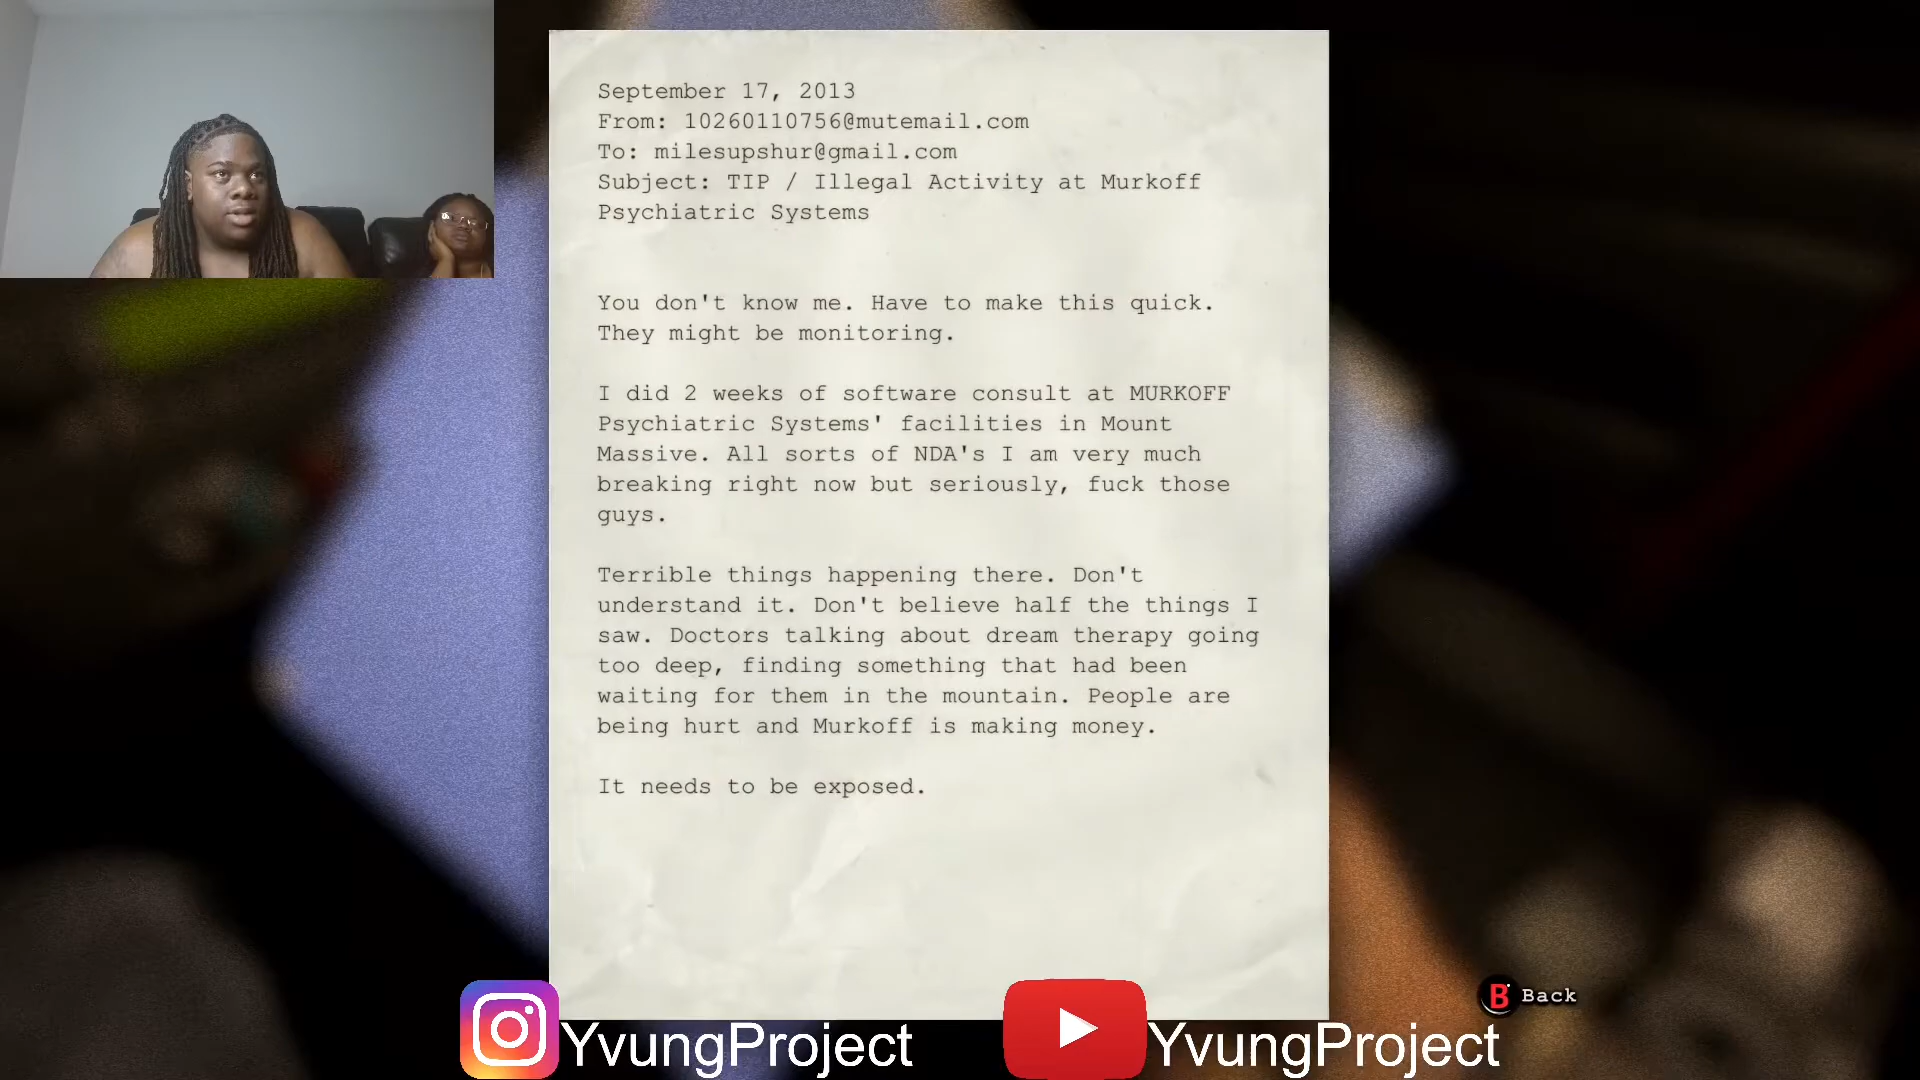 September 17, 2013
From: 10260110756@mutemail.com
To: milesupshur@gmail.com
Subject: TIP / Illegal Activity at Murkoff
Psychiatric Systems
You don't know me. Have to make this quick.
They might be monitoring.
I did 2 weeks of software consult at MURKOFF
Psychiatric Systems' facilities in Mount
Massive. All sorts of NDA's I am very much
breaking right now but seriously, fuck those
guys.
Terrible things happening there. Don't
understand it. Don't believe half the things I
saw. Doctors talking about dream therapy going
too deep, finding something that had been
waiting for them in the mountain. People are
being hurt and Murkoff is making money.
It needs to be exposed.
B Back
YvungProject
YvungProject